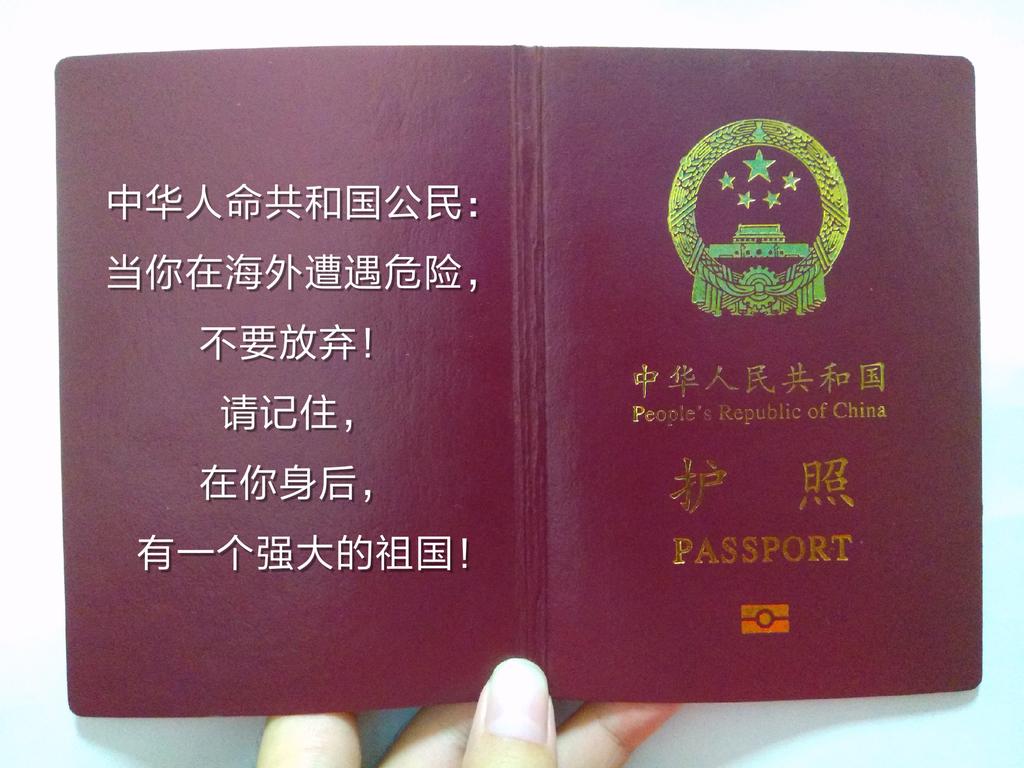 中华人命共和国公民：
当你在海外遭遇危险，
不要放弃！
请记住，
在你身后，
有一个强大的祖国！
中华人民共和国
People's Republic of China
护照
PASSPORT